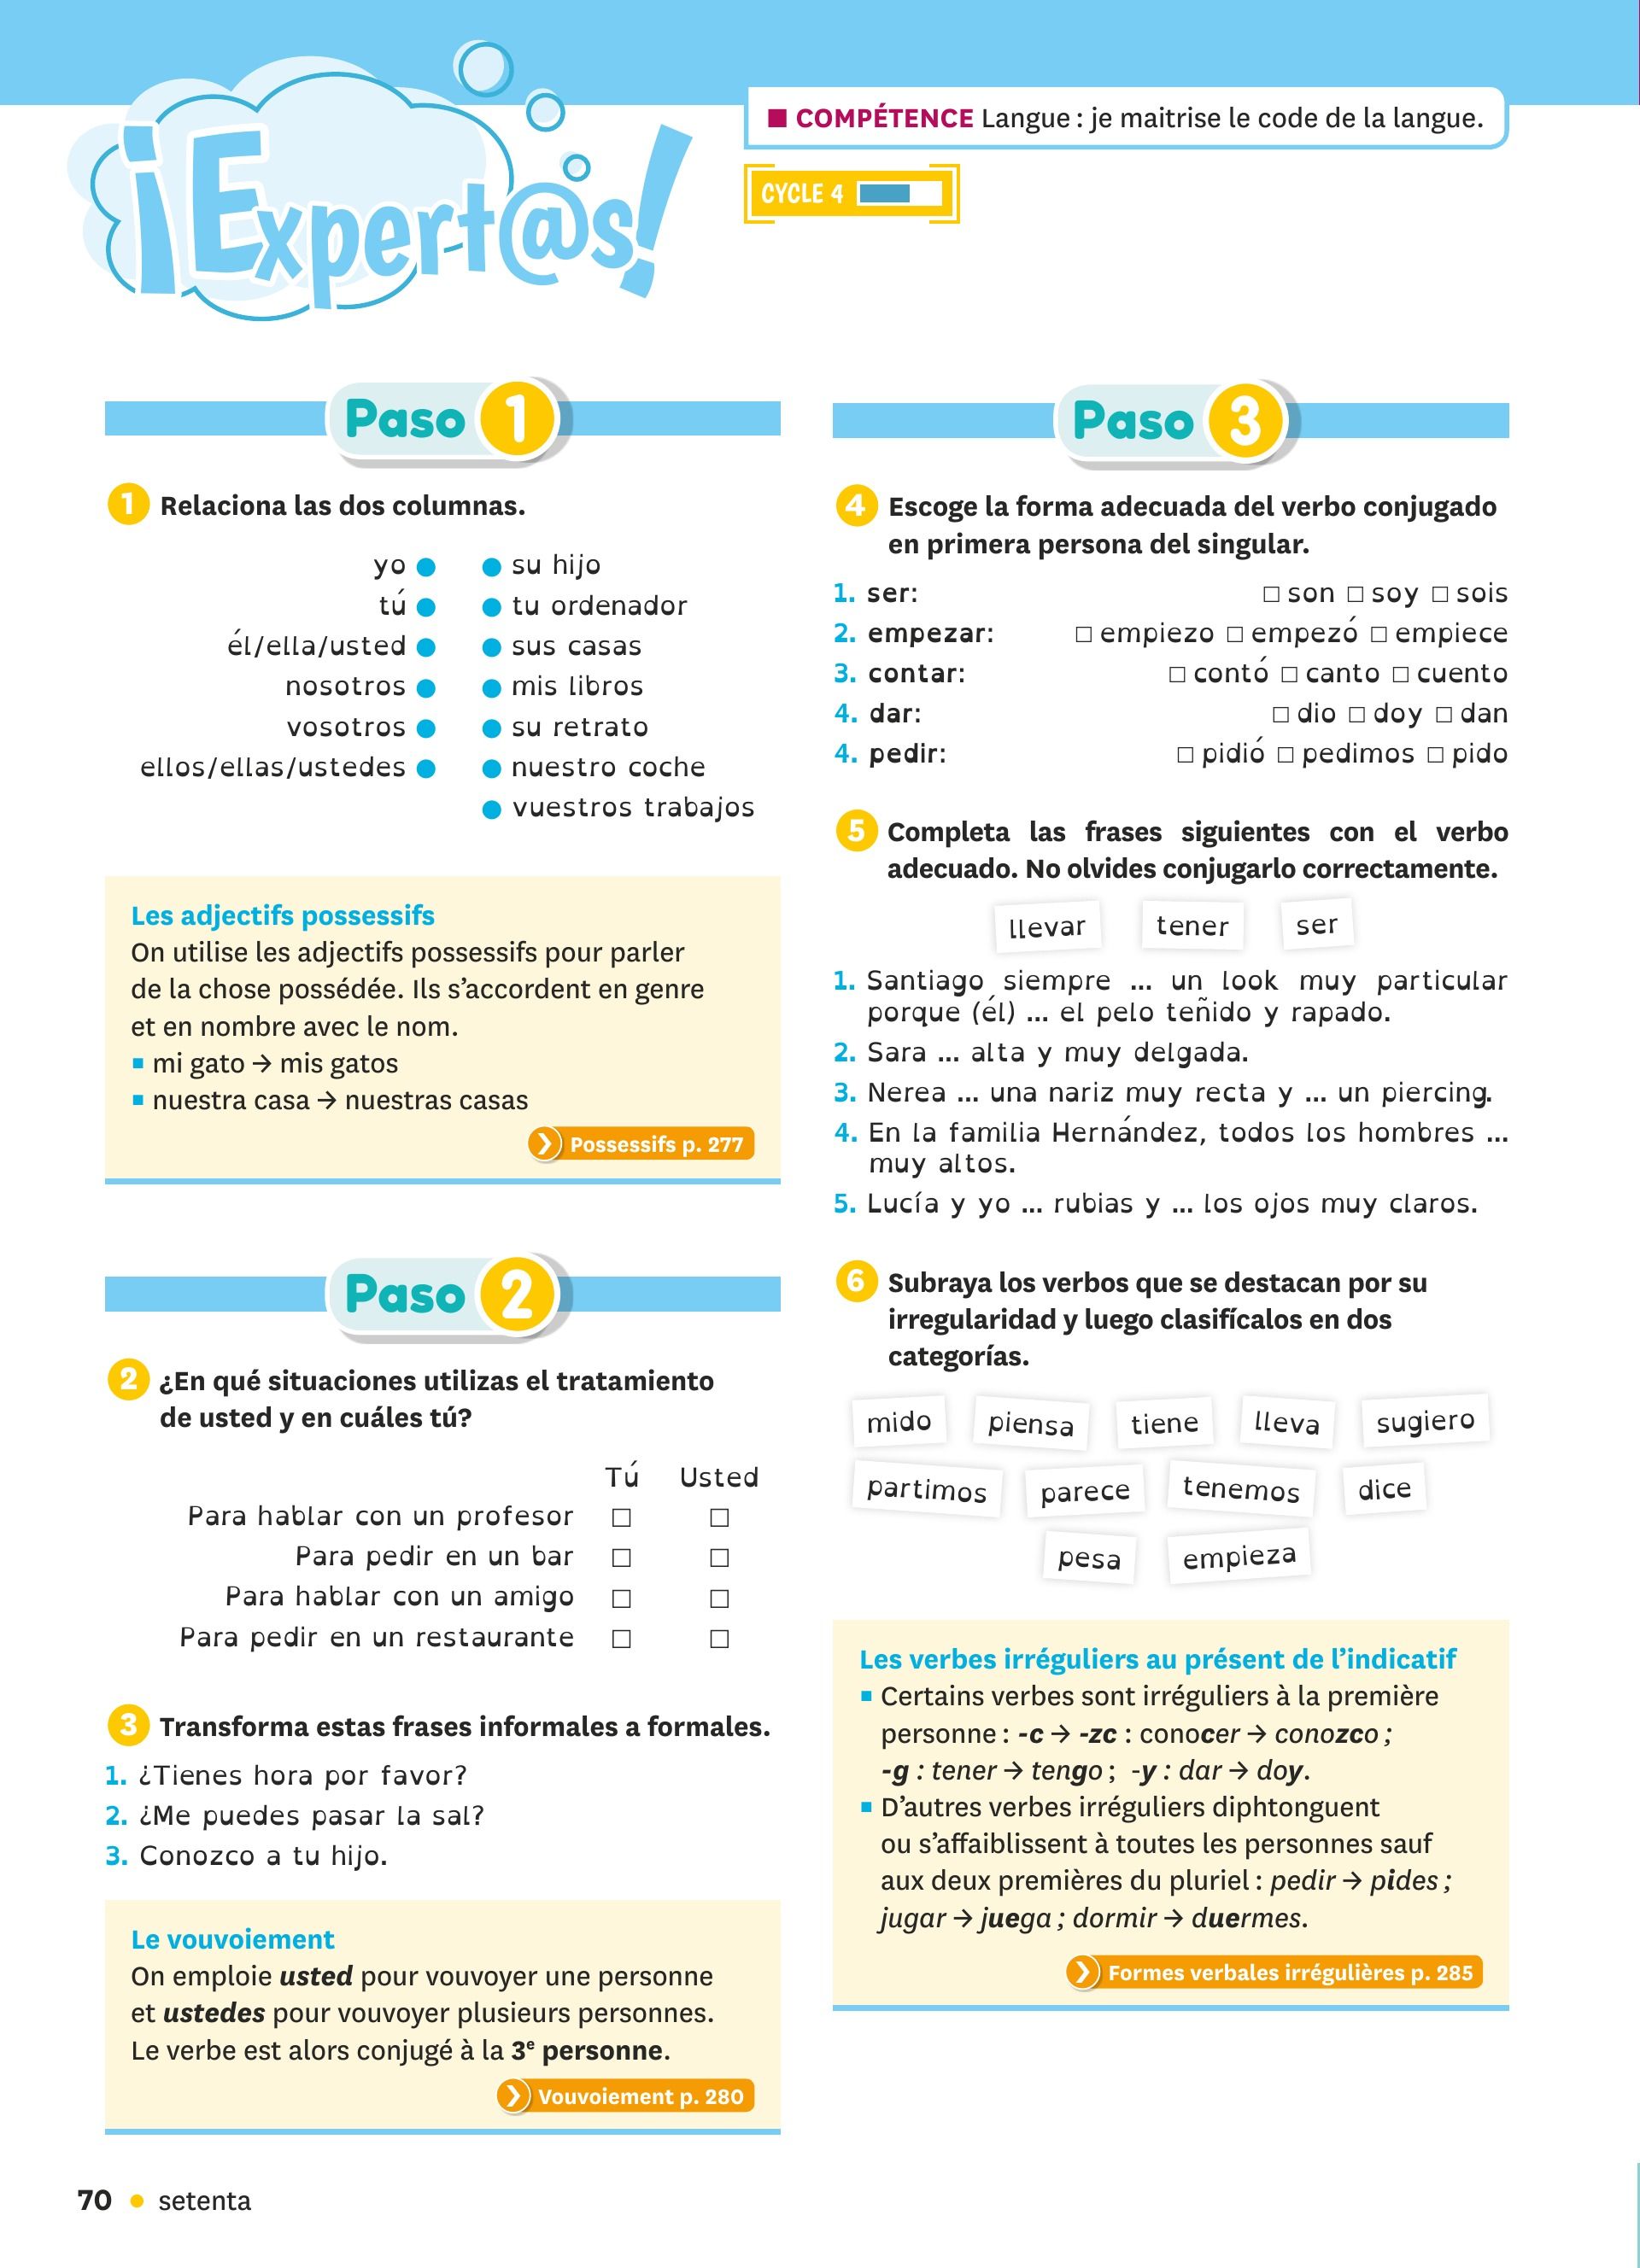 ¡Expert@s!
■ COMPÉTENCE Langue : je maitrise le code de la langue.
CYCLE 4
Paso 1
1 Relaciona las dos columnas.
yo ● ● su hijo
tú ● ● tu ordenador
él/ella/usted ● ● sus casas
nosotros ● ● mis libros
vosotros ● ● su retrato
ellos/ellas/ustedes ● ● nuestro coche
● vuestros trabajos
Les adjectifs possessifs
On utilise les adjectifs possessifs pour parler
de la chose possédée. Ils s’accordent en genre
et en nombre avec le nom.
▪ mi gato → mis gatos
▪ nuestra casa → nuestras casas
Possessifs p. 277
Paso 2
2 ¿En qué situaciones utilizas el tratamiento
de usted y en cuáles tú?
Tú Usted
Para hablar con un profesor □ □
Para pedir en un bar □ □
Para hablar con un amigo □ □
Para pedir en un restaurante □ □
3 Transforma estas frases informales a formales.
1. ¿Tienes hora por favor?
2. ¿Me puedes pasar la sal?
3. Conozco a tu hijo.
Le vouvoiement
On emploie usted pour vouvoyer une personne
et ustedes pour vouvoyer plusieurs personnes.
Le verbe est alors conjugué à la 3e personne.
Vouvoiement p. 280
Paso 3
4 Escoge la forma adecuada del verbo conjugado
en primera persona del singular.
1. ser: □ son □ soy □ sois
2. empezar: □ empiezo □ empezó □ empiece
3. contar: □ contó □ canto □ cuento
4. dar: □ dio □ doy □ dan
4. pedir: □ pidió □ pedimos □ pido
5 Completa las frases siguientes con el verbo
adecuado. No olvides conjugarlo correctamente.
llevar tener ser
1. Santiago siempre ... un look muy particular
porque (él) ... el pelo teñido y rapado.
2. Sara ... alta y muy delgada.
3. Nerea ... una nariz muy recta y ... un piercing.
4. En la familia Hernández, todos los hombres ...
muy altos.
5. Lucía y yo ... rubias y ... los ojos muy claros.
6 Subraya los verbos que se destacan por su
irregularidad y luego clasifícalos en dos
categorías.
mido piensa tiene lleva sugiero
partimos parece tenemos dice
pesa empieza
Les verbes irréguliers au présent de l’indicatif
▪ Certains verbes sont irréguliers à la première
personne : -c → -zc : conocer → conozco ;
-g : tener → tengo ; -y : dar → doy.
▪ D’autres verbes irréguliers diphtonguent
ou s’affaiblissent à toutes les personnes sauf
aux deux premières du pluriel : pedir → pides ;
jugar → juega ; dormir → duermes.
Formes verbales irrégulières p. 285
70 ● setenta